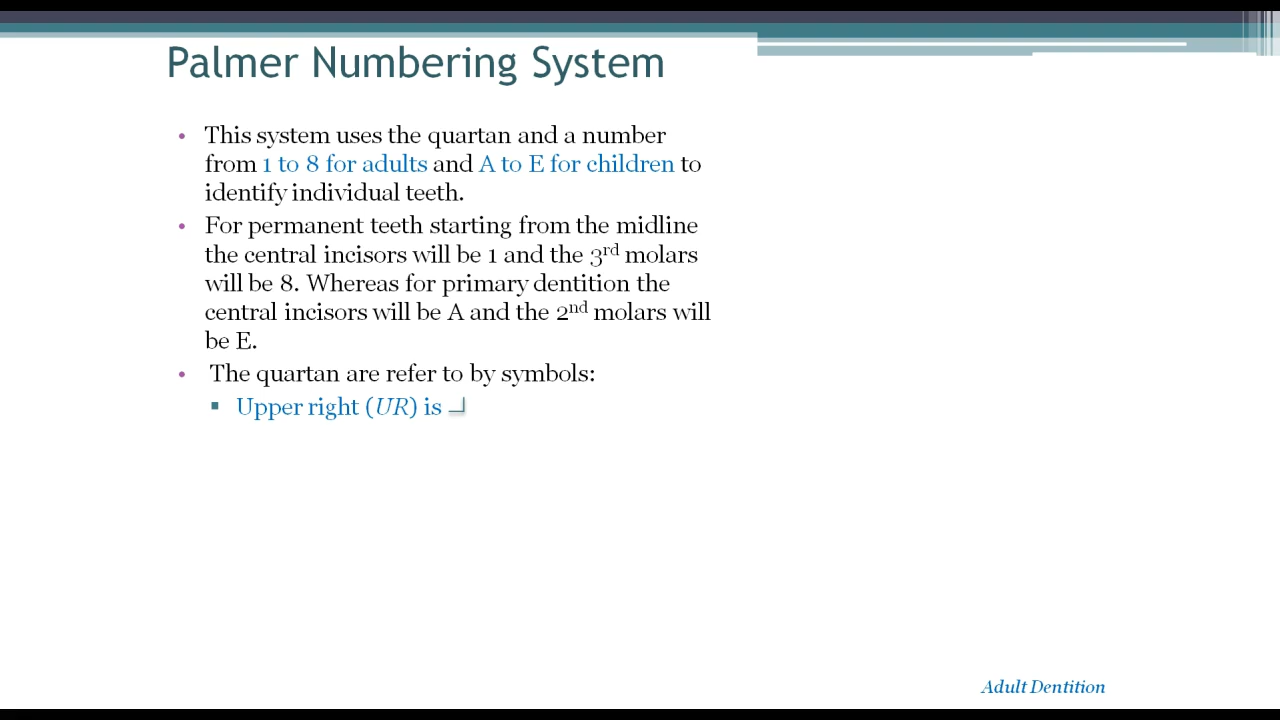 Palmer Numbering System
• This system uses the quartan and a number
from 1 to 8 for adults and A to E for children to
identify individual teeth.
• For permanent teeth starting from the midline
the central incisors will be 1 and the 3rd molars
will be 8. Whereas for primary dentition the
central incisors will be A and the 2nd molars will
be E.
• The quartan are refer to by symbols:
▪ Upper right (UR) is ┘
Adult Dentition